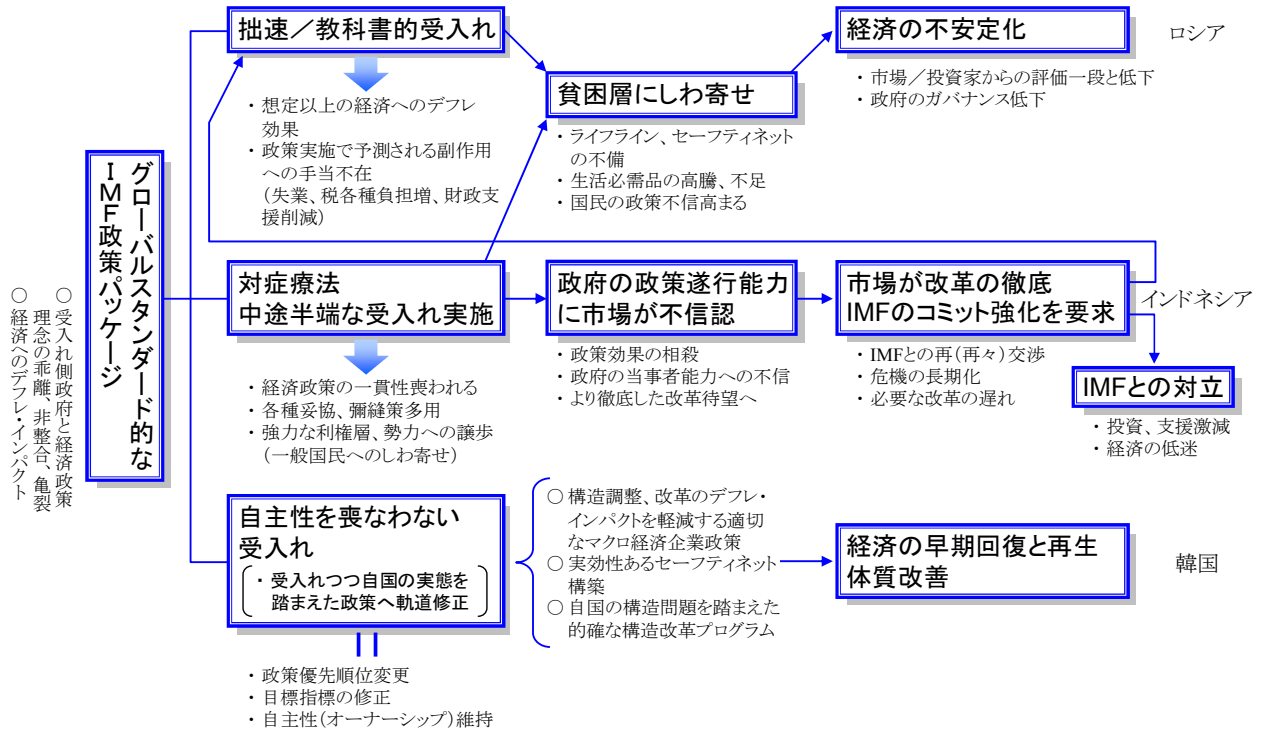 グローバルスタンダード的な
IMF政策パッケージ
○受入れ側政府と経済政策
理念の乖離、非整合、亀裂
○経済へのデフレ・インパクト
拙速／教科書的受入れ
・想定以上の経済へのデフレ
効果
・政策実施で予測される副作用
への手当不在
(失業、税各種負担増、財政支
援削減)
貧困層にしわ寄せ
・ライフライン、セーフティネット
の不備
・生活必需品の高騰、不足
・国民の政策不信高まる
経済の不安定化
ロシア
・市場／投資家からの評価一段と低下
・政府のガバナンス低下
対症療法
中途半端な受入れ実施
・経済政策の一貫性喪われる
・各種妥協、彌縫策多用
・強力な利権層、勢力への譲歩
(一般国民へのしわ寄せ)
政府の政策遂行能力
に市場が不信認
・政策効果の相殺
・政府の当事者能力への不信
より徹底した改革待望へ
市場が改革の徹底
IMFのコミット強化を要求
インドネシア
・IMFとの再(再々)交渉
・危機の長期化
・必要な改革の遅れ
IMFとの対立
・投資、支援激減
・経済の低迷
自主性を喪なわない
受入れ
・受入れつつ自国の実態を
踏まえた政策へ軌道修正
・政策優先順位変更
・目標指標の修正
・自主性(オーナーシップ)維持
○構造調整、改革のデフレ・
インパクトを軽減する適切
なマクロ経済企業政策
○実効性あるセーフティネット
構築
○自国の構造問題を踏まえた
的確な構造改革プログラム
経済の早期回復と再生
体質改善
韓国